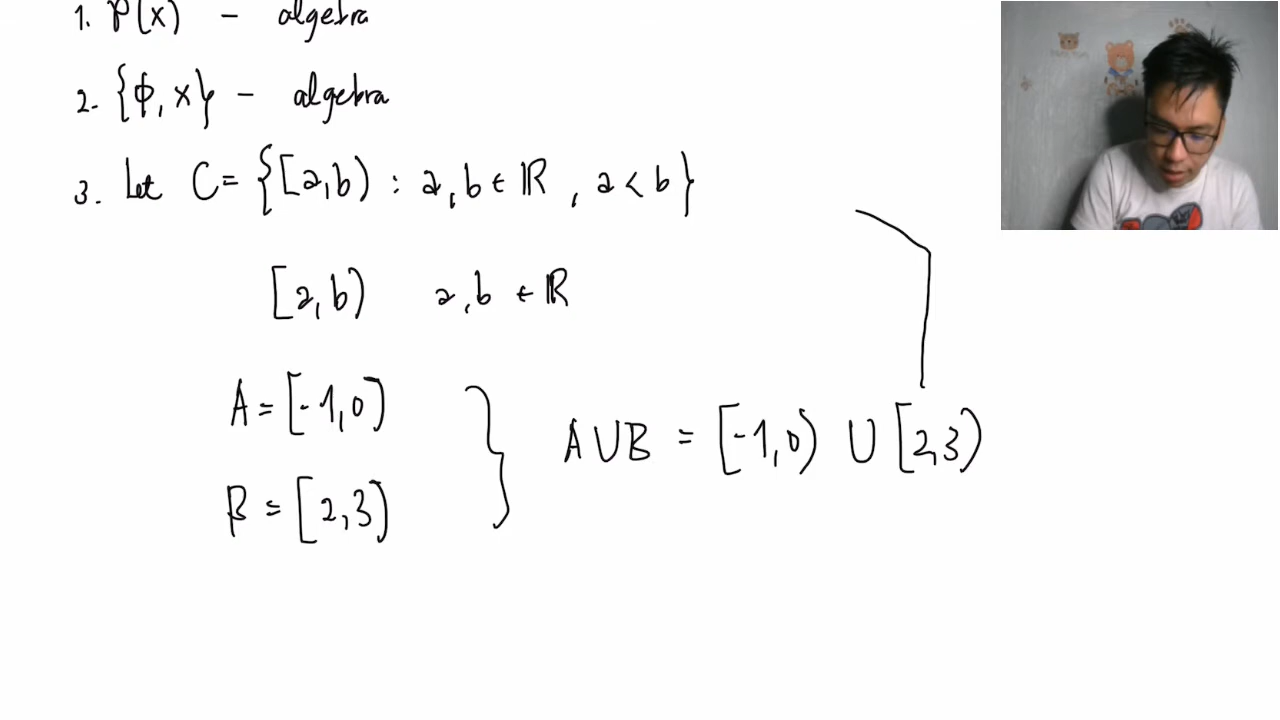 1. P(X) - algebra
2. {ϕ, X} - algebra
3. Let C = {[a,b) : a,b ∈ ℝ , a < b}
[a,b) a,b ∈ ℝ
A = [-1,0)
B = [2,3)
A∪B = [-1,0) ∪ [2,3)